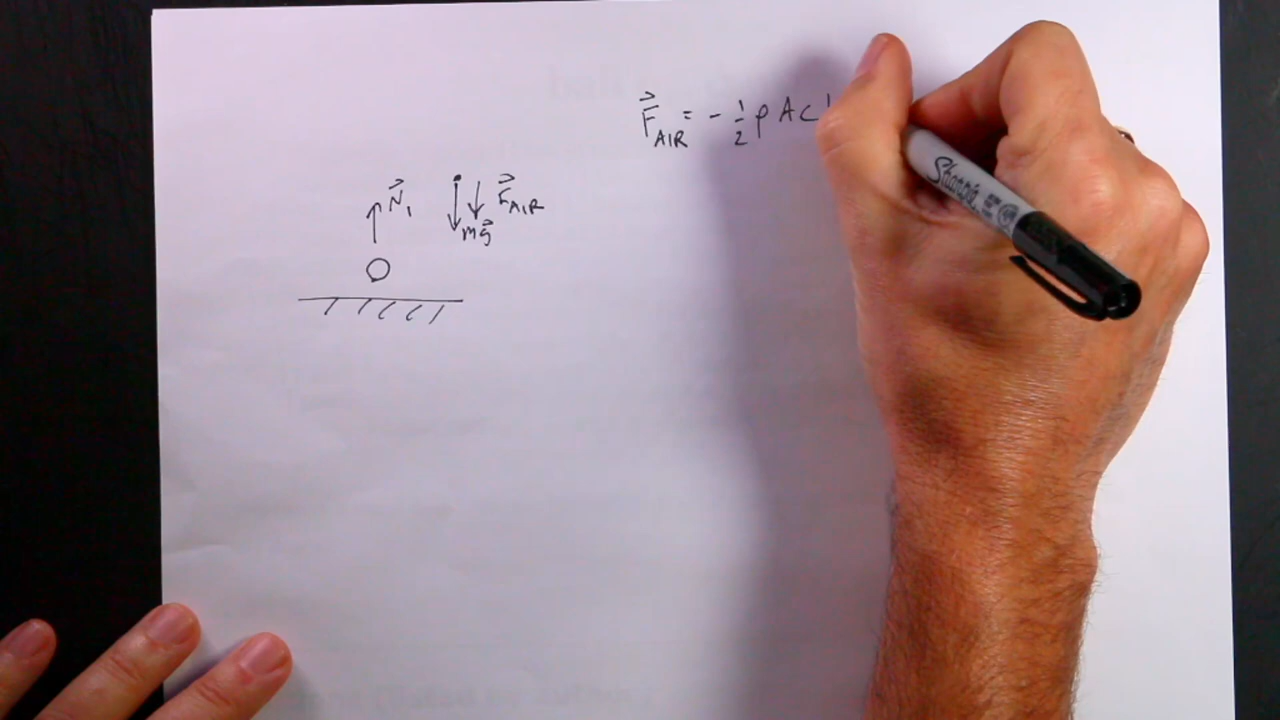 F⃗AIR = - 1/2 ρ A C
N⃗1
F⃗AIR
mg⃗
Sharpie